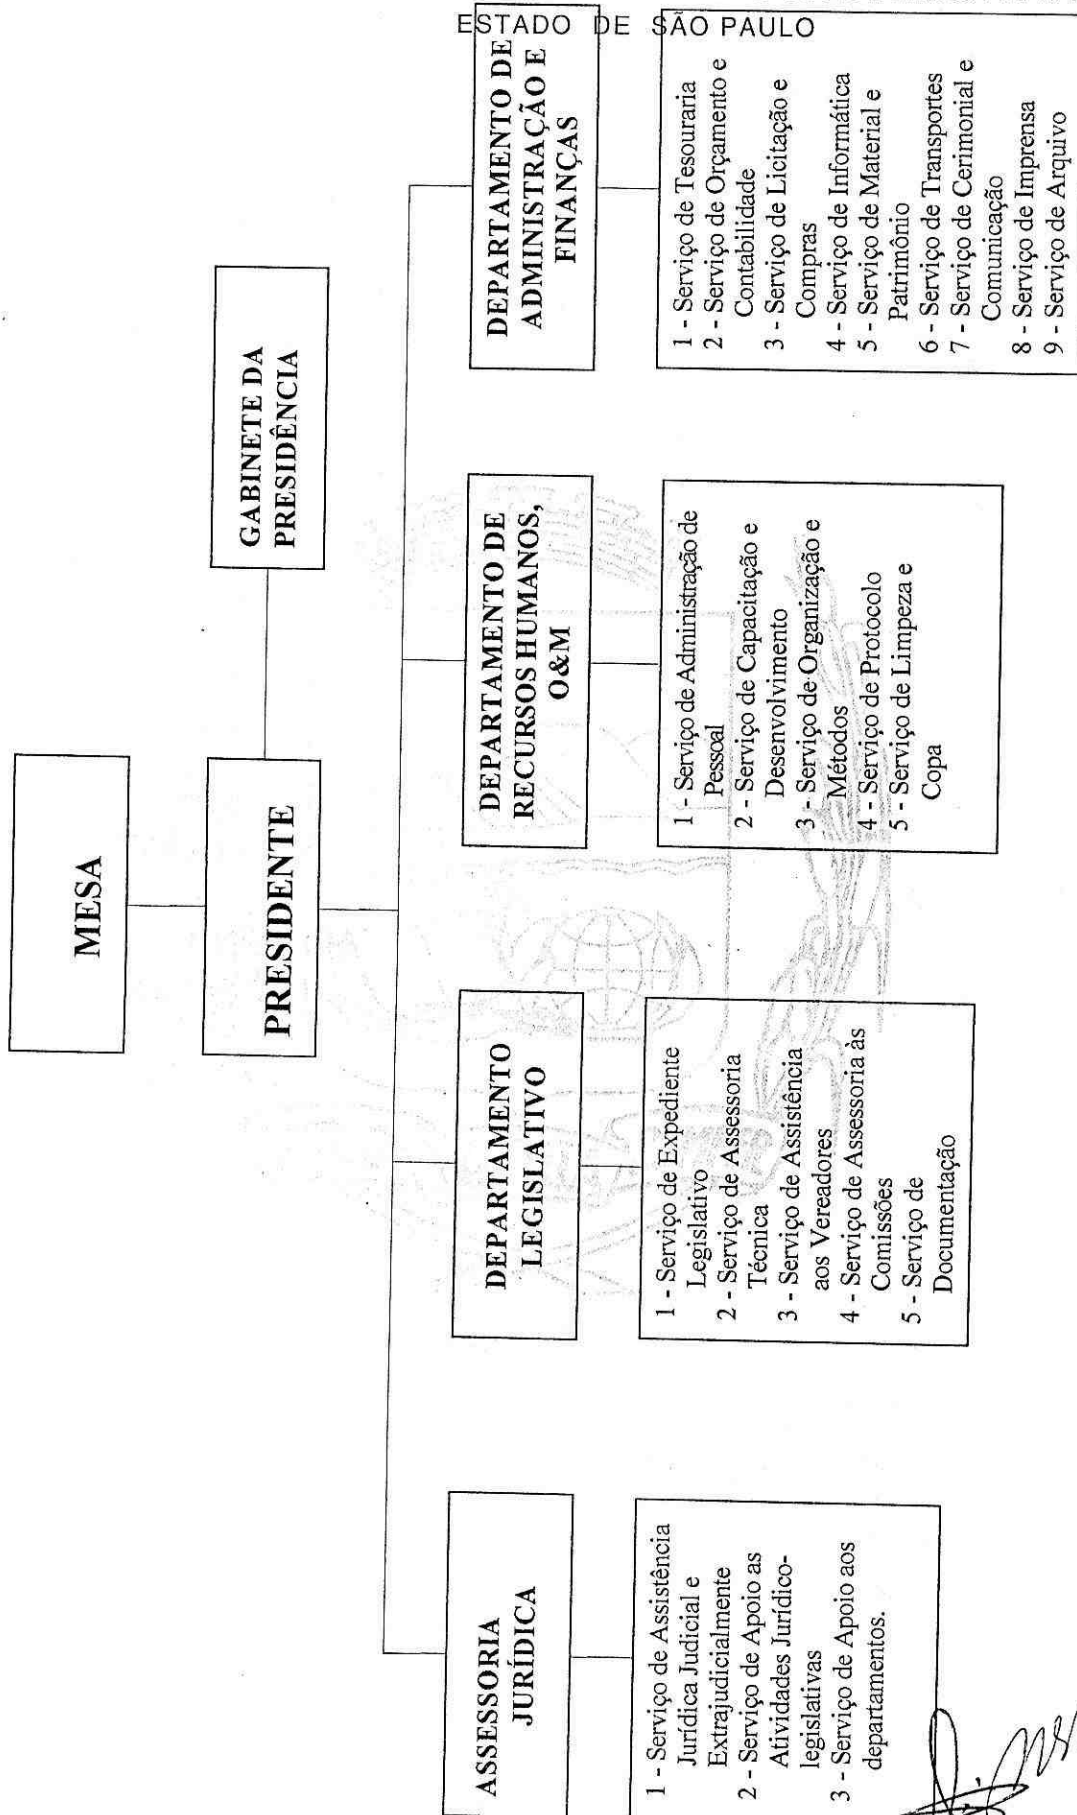 ESTADO DE SÃO PAULO
MESA
PRESIDENTE
GABINETE DA
PRESIDÊNCIA
ASSESSORIA
JURÍDICA
1 - Serviço de Assistência
Jurídica Judicial e
Extrajudicialmente
2 - Serviço de Apoio as
Atividades Jurídico-
legislativas
3 - Serviço de Apoio aos
departamentos.
DEPARTAMENTO
LEGISLATIVO
1 - Serviço de Expediente
Legislativo
2 - Serviço de Assessoria
Técnica
3 - Serviço de Assistência
aos Vereadores
4 - Serviço de Assessoria às
Comissões
5 - Serviço de
Documentação
DEPARTAMENTO DE
RECURSOS HUMANOS,
O&M
1 - Serviço de Administração de
Pessoal
2 - Serviço de Capacitação e
Desenvolvimento
3 - Serviço de Organização e
Métodos
4 - Serviço de Protocolo
5 - Serviço de Limpeza e
Copa
DEPARTAMENTO DE
ADMINISTRAÇÃO E
FINANÇAS
1 - Serviço de Tesouraria
2 - Serviço de Orçamento e
Contabilidade
3 - Serviço de Licitação e
Compras
4 - Serviço de Informática
5 - Serviço de Material e
Patrimônio
6 - Serviço de Transportes
7 - Serviço de Cerimonial e
Comunicação
8 - Serviço de Imprensa
9 - Serviço de Arquivo